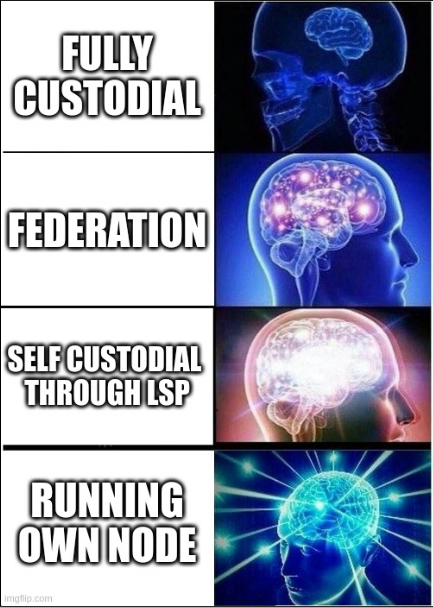 FULLY
CUSTODIAL
FEDERATION
SELF CUSTODIAL
THROUGH LSP
RUNNING
OWN NODE
imgflip.com